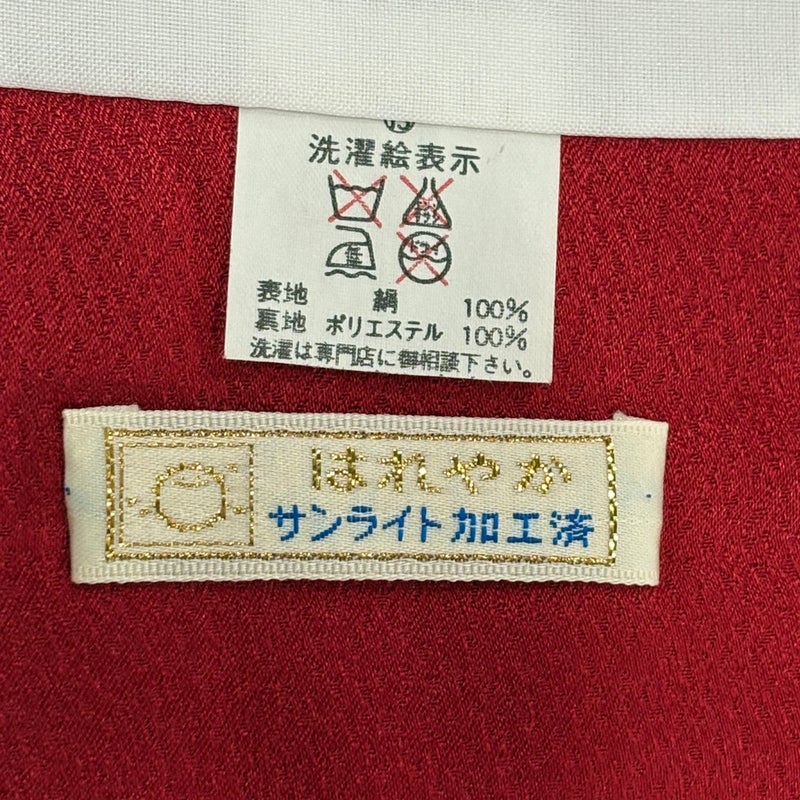 洗濯絵表示
低
表地 絹 100%
裏地 ポリエステル 100%
洗濯は専門店に御相談下さい。
はれやか
サンライト加工済